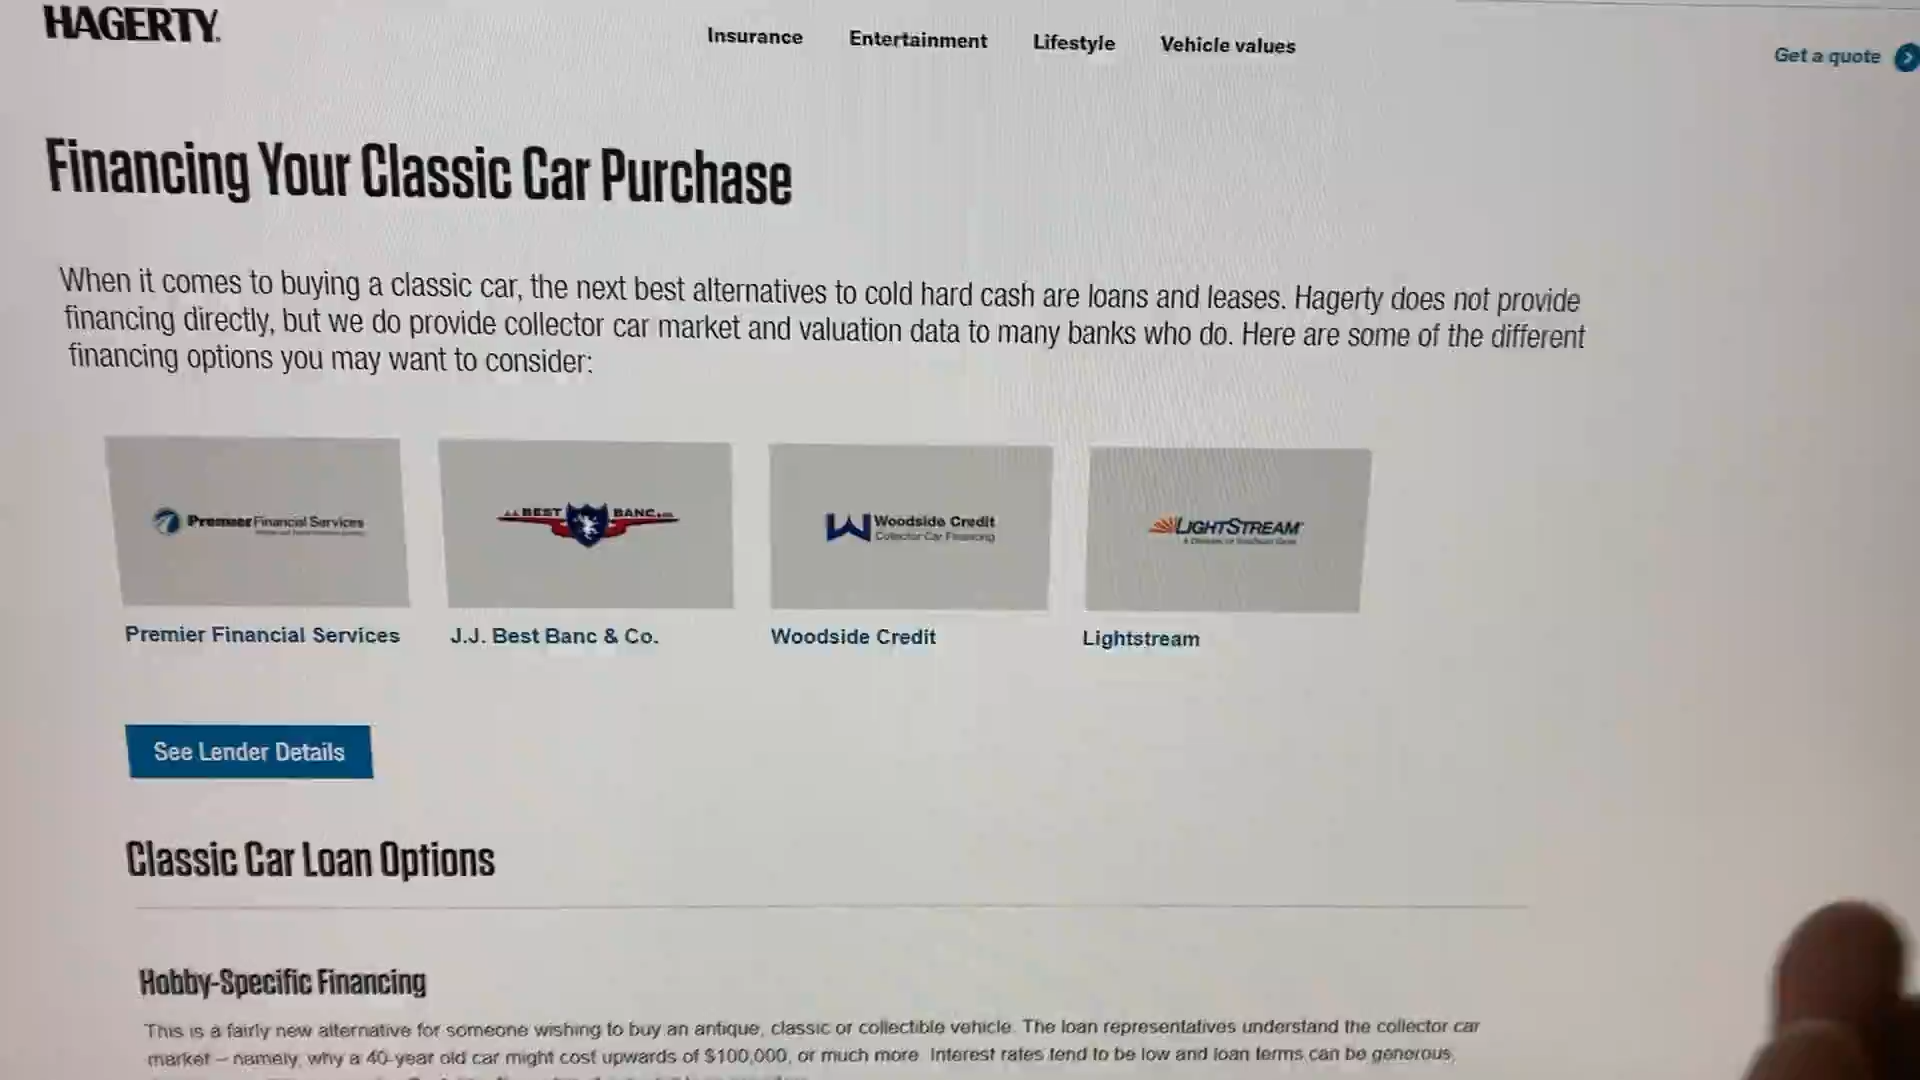 HAGERTY.
Insurance Entertainment Lifestyle Vehicle values
Get a quote
Financing Your Classic Car Purchase
When it comes to buying a classic car, the next best alternatives to cold hard cash are loans and leases. Hagerty does not provide
financing directly, but we do provide collector car market and valuation data to many banks who do. Here are some of the different
financing options you may want to consider:
Premier Financial Services
BEST BANC
Woodside Credit
Collector Car Financing
LIGHTSTREAM
Premier Financial Services
J.J. Best Banc & Co.
Woodside Credit
Lightstream
See Lender Details
Classic Car Loan Options
Hobby-Specific Financing
This is a fairly new alternative for someone wishing to buy an antique, classic or collectible vehicle. The loan representatives understand the collector car
market – namely, why a 40-year old car might cost upwards of $100,000, or much more. Interest rates tend to be low and loan terms can be generous,